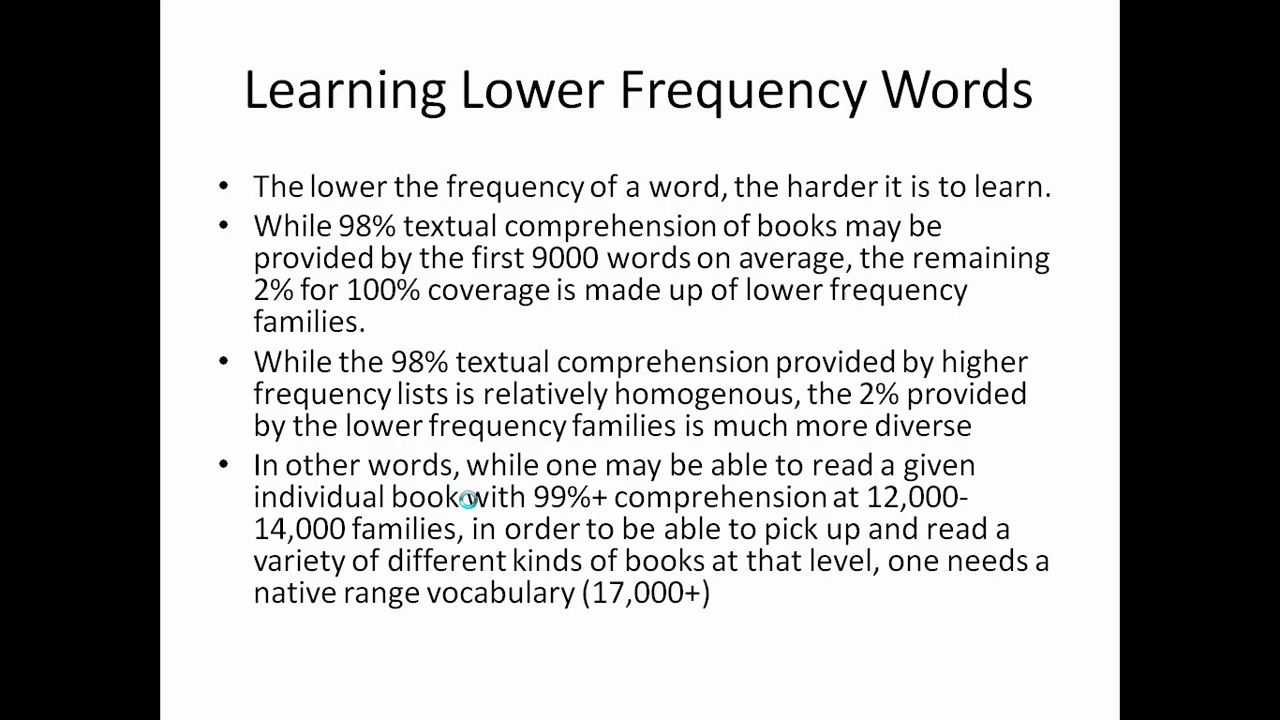 Learning Lower Frequency Words
• The lower the frequency of a word, the harder it is to learn.
• While 98% textual comprehension of books may be
provided by the first 9000 words on average, the remaining
2% for 100% coverage is made up of lower frequency
families.
• While the 98% textual comprehension provided by higher
frequency lists is relatively homogenous, the 2% provided
by the lower frequency families is much more diverse
• In other words, while one may be able to read a given
individual book with 99%+ comprehension at 12,000-
14,000 families, in order to be able to pick up and read a
variety of different kinds of books at that level, one needs a
native range vocabulary (17,000+)